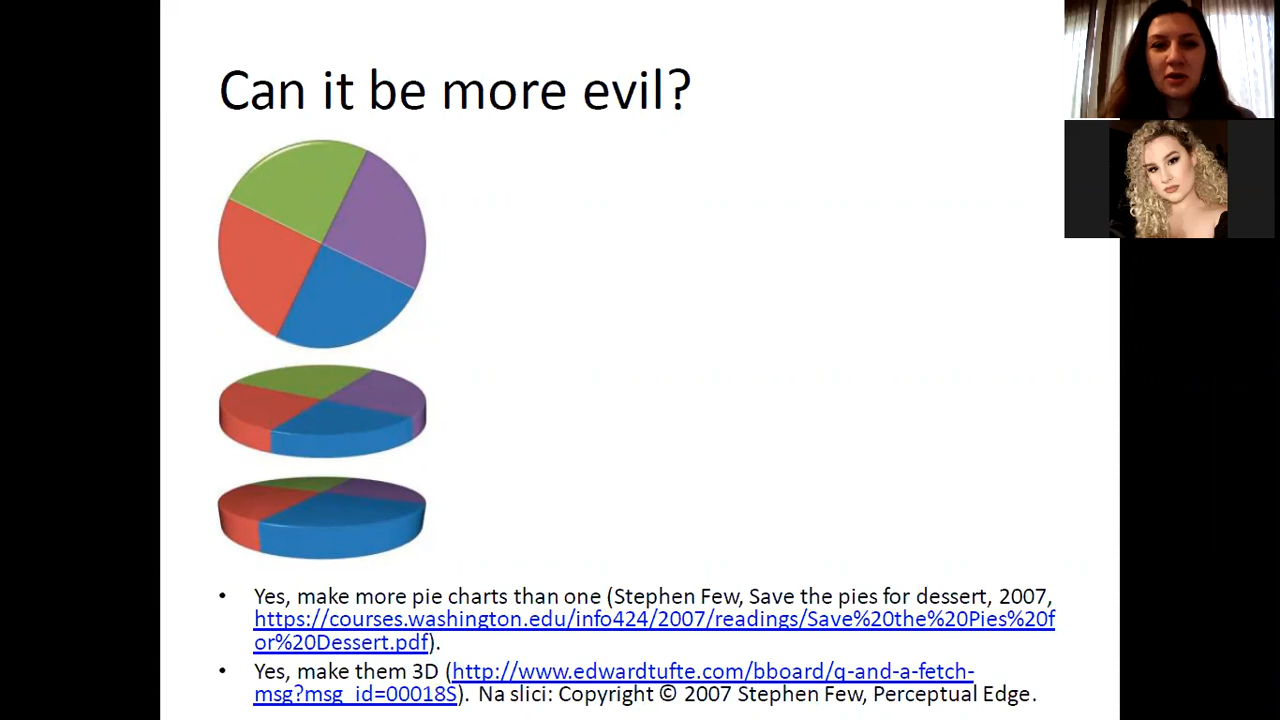 Can it be more evil?
• Yes, make more pie charts than one (Stephen Few, Save the pies for dessert, 2007,
https://courses.washington.edu/info424/2007/readings/Save%20the%20Pies%20f
or%20Dessert.pdf).
• Yes, make them 3D (http://www.edwardtufte.com/bboard/q-and-a-fetch-
msg?msg_id=00018S). Na slici: Copyright © 2007 Stephen Few, Perceptual Edge.